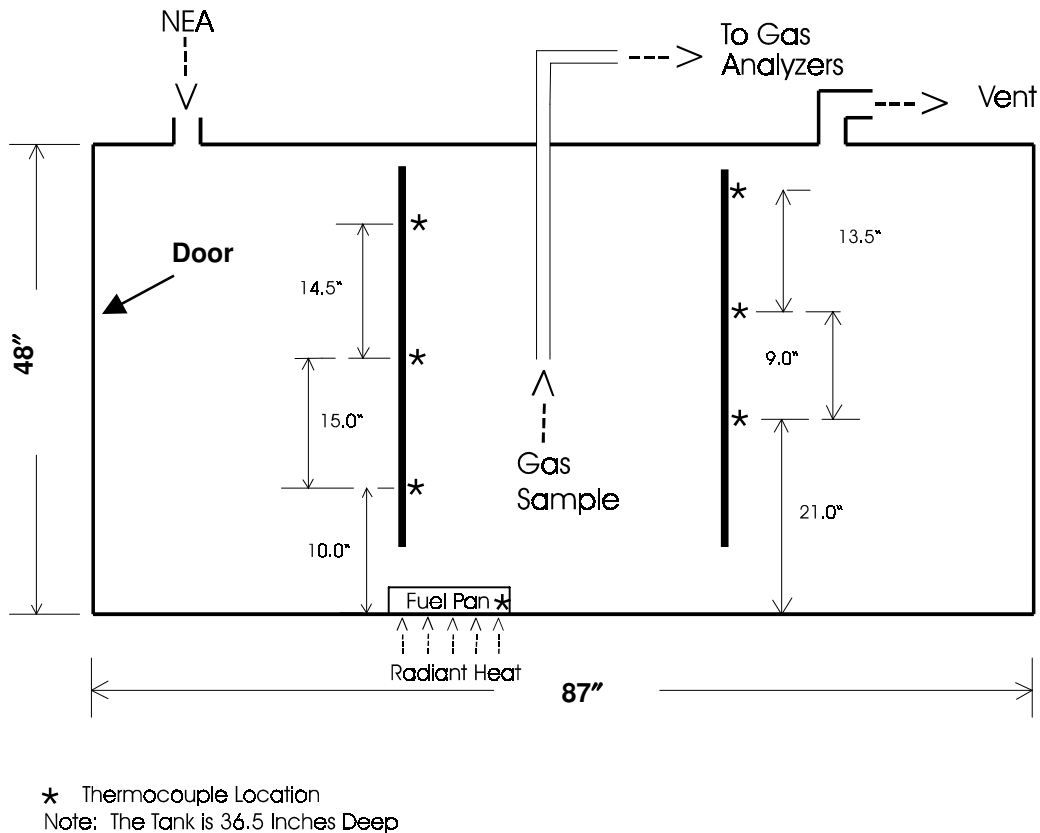 NEA
To Gas
Analyzers
Vent
Door
48"
14.5"
15.0"
10.0"
13.5"
9.0"
21.0"
Gas
Sample
Fuel Pan *
Radiant Heat
87"
* Thermocouple Location
Note: The Tank is 36.5 Inches Deep